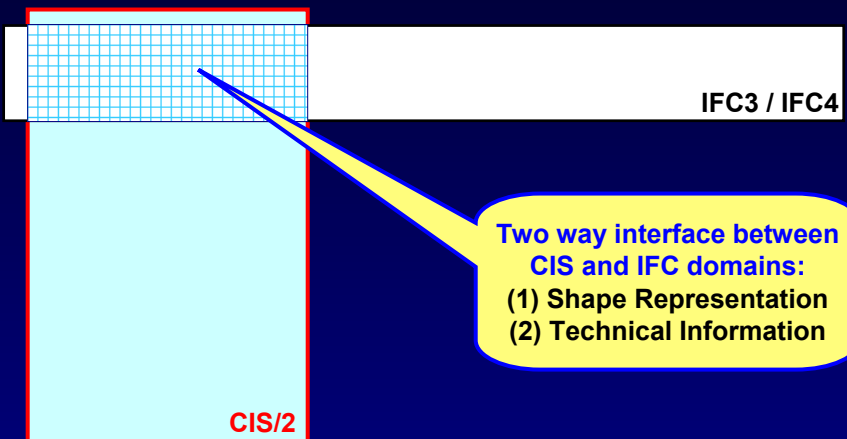 IFC3 / IFC4
Two way interface between
CIS and IFC domains:
(1) Shape Representation
(2) Technical Information
CIS/2